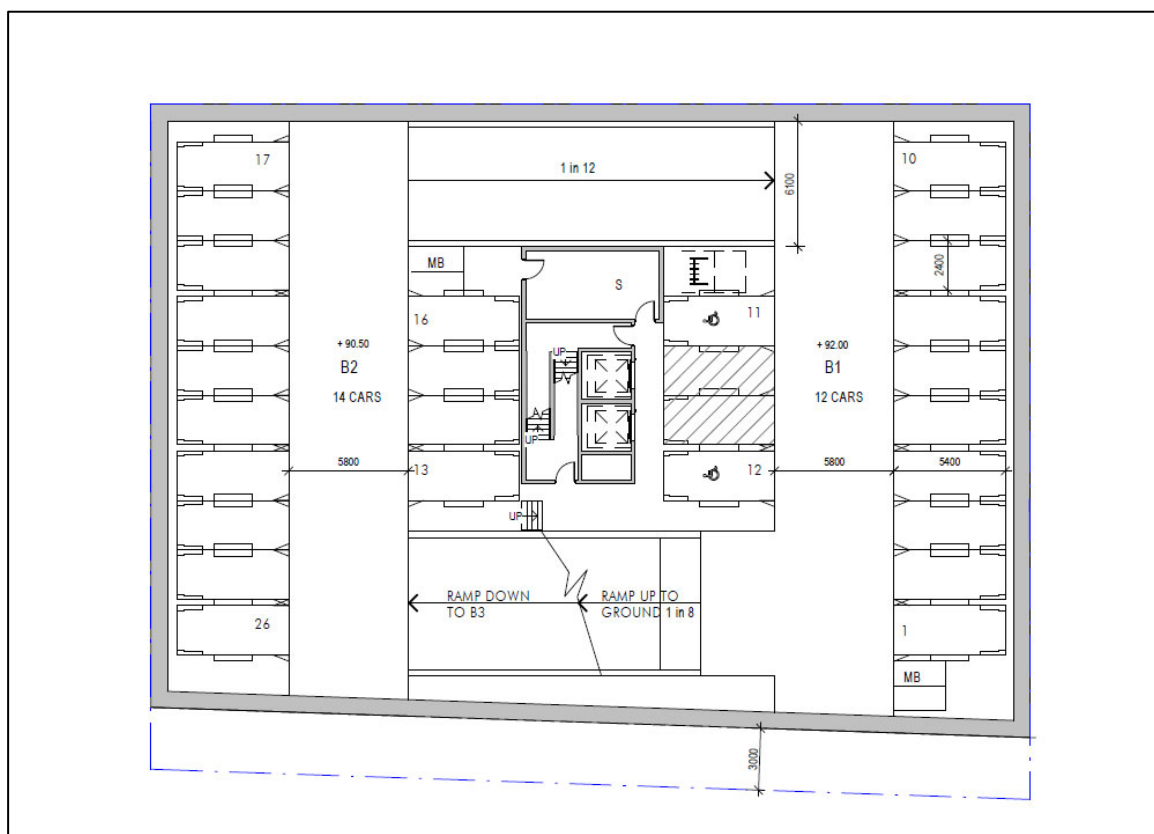 17
1 in 12
10
6100
MB
S
2400
16
11
+ 90.50
B2
14 CARS
UP
+ 92.00
B1
12 CARS
UP
5800
13
12
5800
5400
UP
RAMP DOWN
TO B3
RAMP UP TO
GROUND 1 in 8
26
1
MB
3000